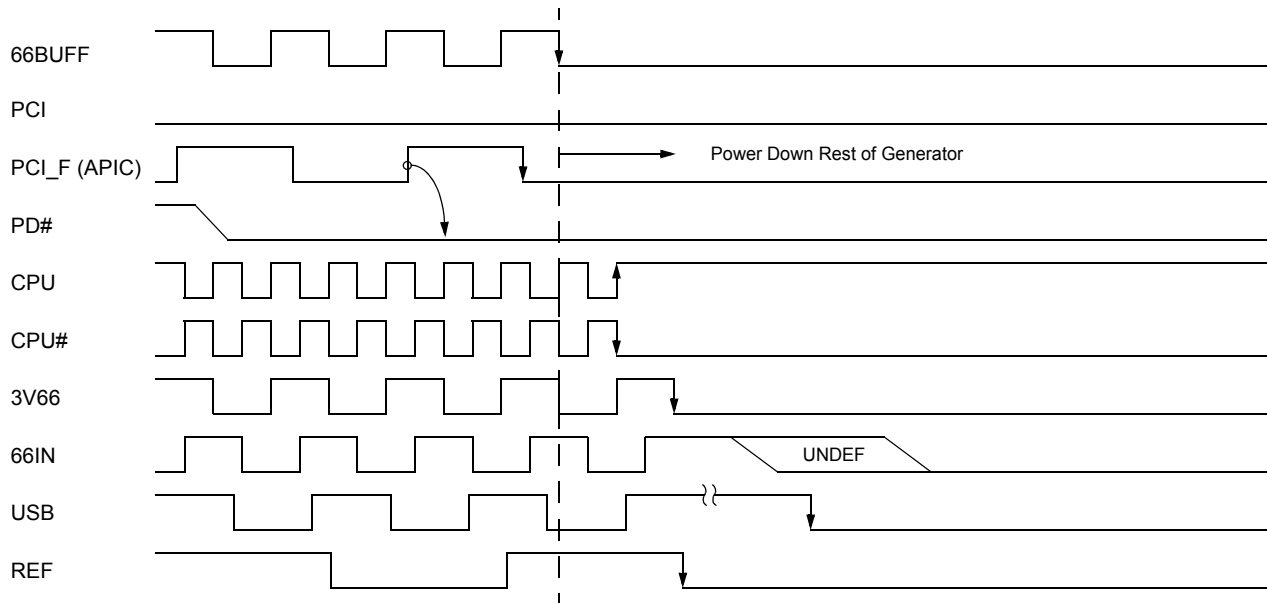 66BUFF
PCI
PCI_F (APIC)
Power Down Rest of Generator
PD#
CPU
CPU#
3V66
66IN
UNDEF
USB
REF